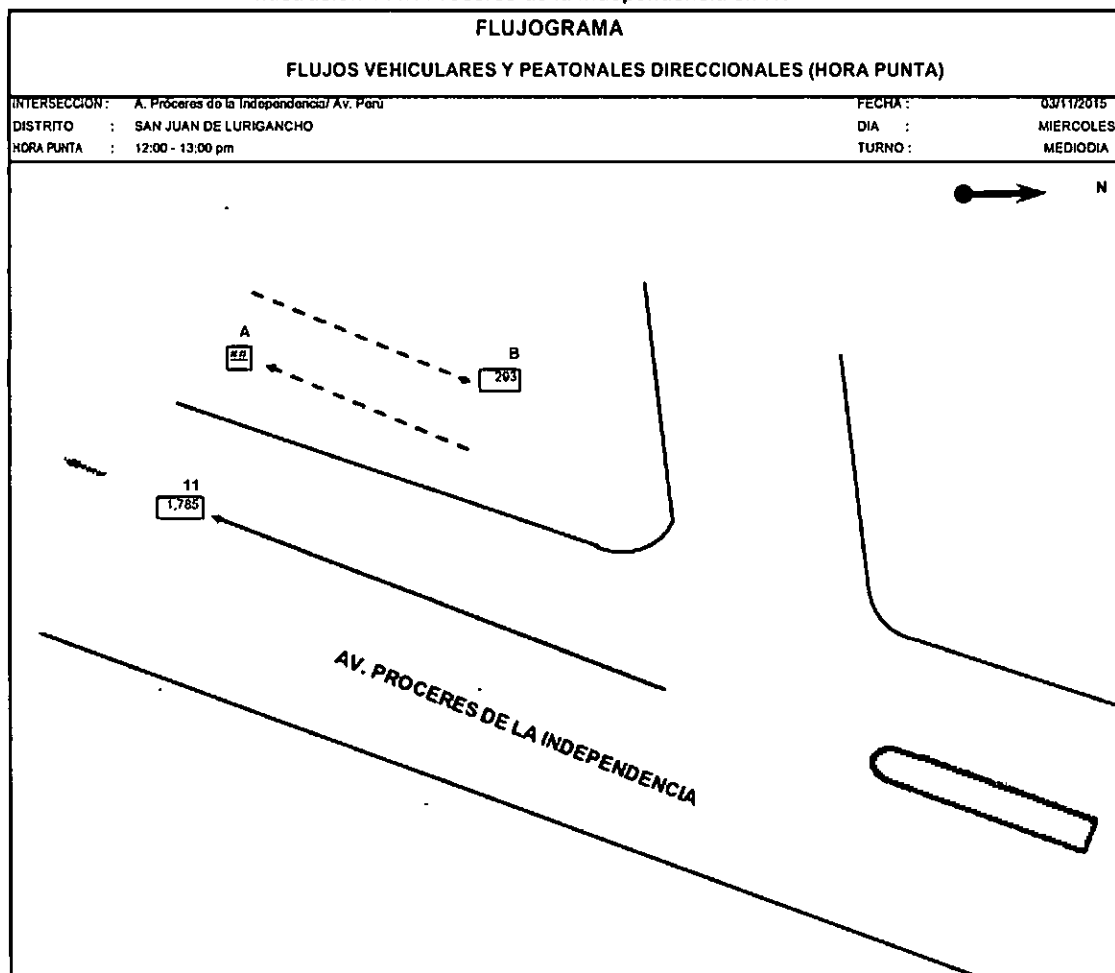 FLUJOGRAMA
FLUJOS VEHICULARES Y PEATONALES DIRECCIONALES (HORA PUNTA)
INTERSECCION : A. Próceres de la Independencia/ Av. Perú FECHA : 03/11/2015
DISTRITO : SAN JUAN DE LURIGANCHO DIA : MIERCOLES
HORA PUNTA : 12:00 - 13:00 pm TURNO : MEDIODIA
N
A
##
B
293
11
1,785
AV. PROCERES DE LA INDEPENDENCIA